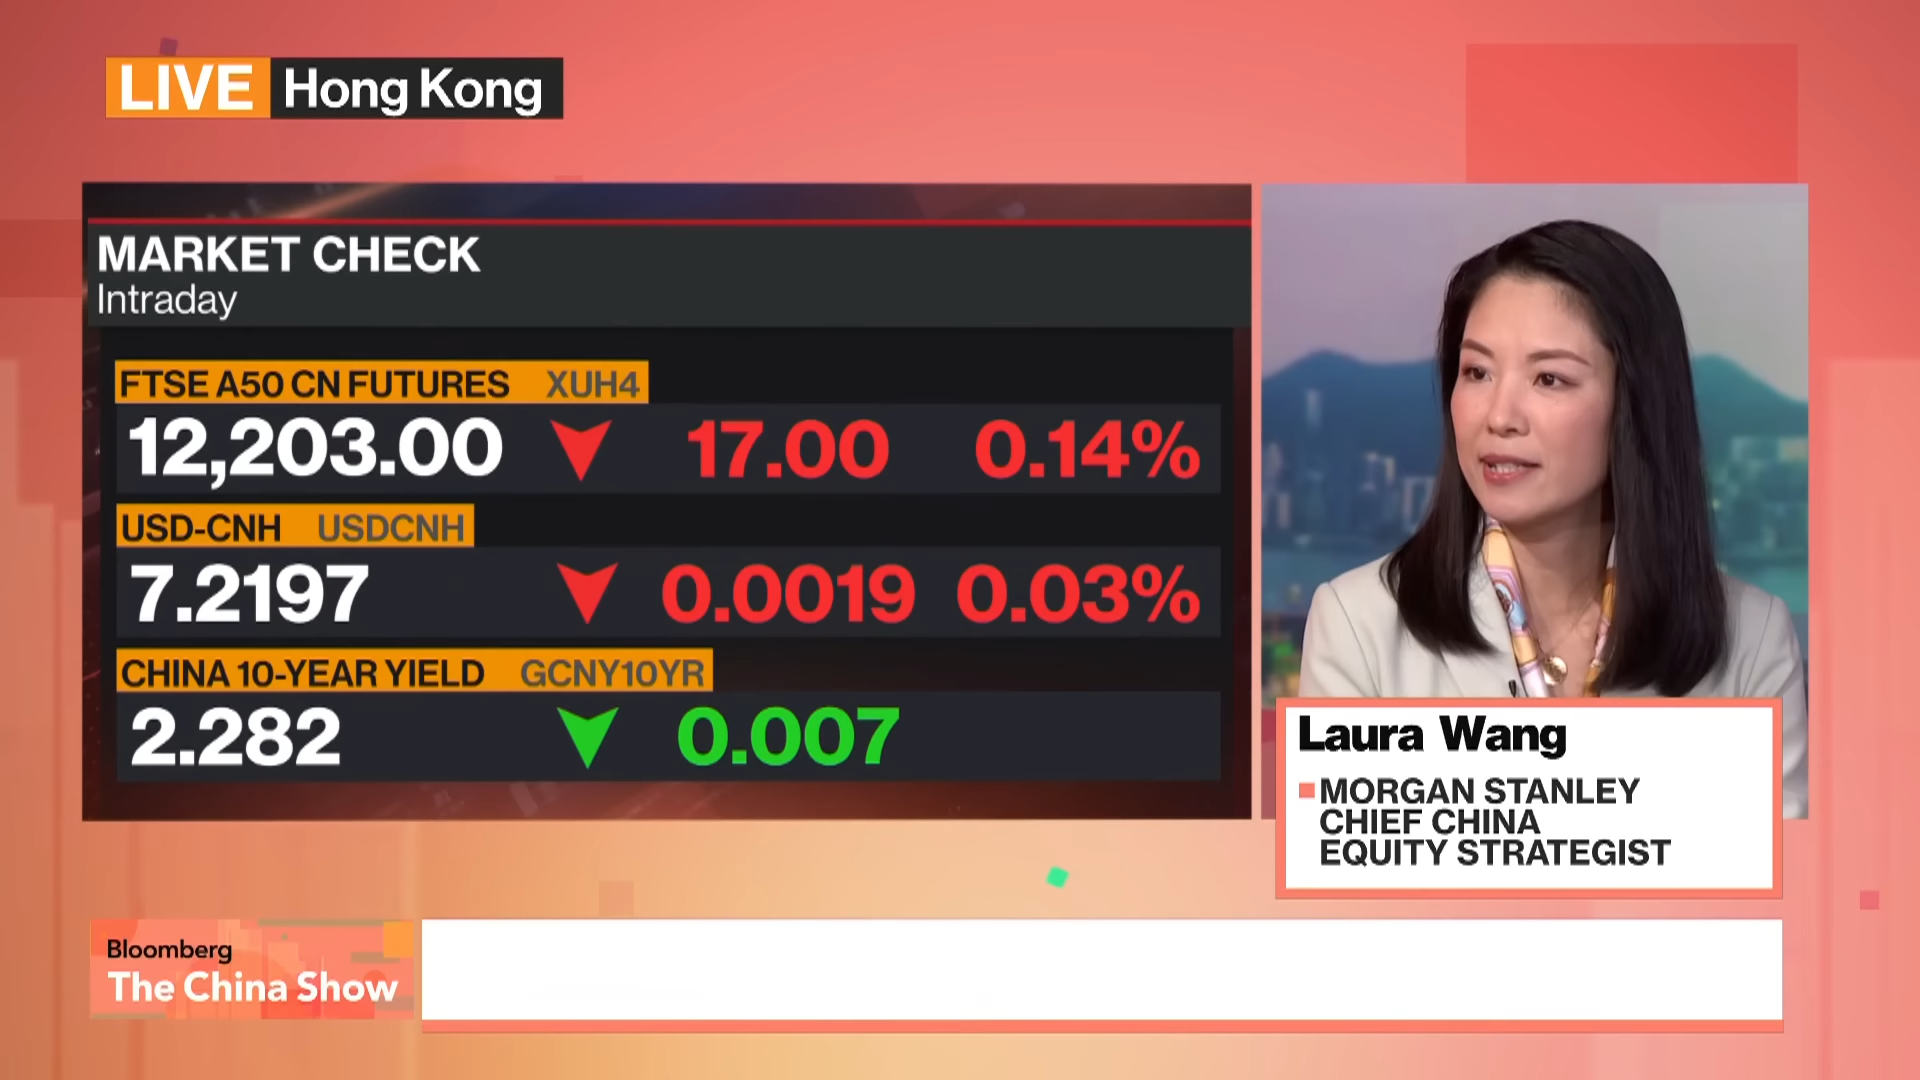 LIVE Hong Kong
MARKET CHECK
Intraday
FTSE A50 CN FUTURES XUH4
12,203.00 17.00 0.14%
USD-CNH USDCNH
7.2197 0.0019 0.03%
CHINA 10-YEAR YIELD GCNY10YR
2.282 0.007
Laura Wang
MORGAN STANLEY
CHIEF CHINA
EQUITY STRATEGIST
Bloomberg
The China Show